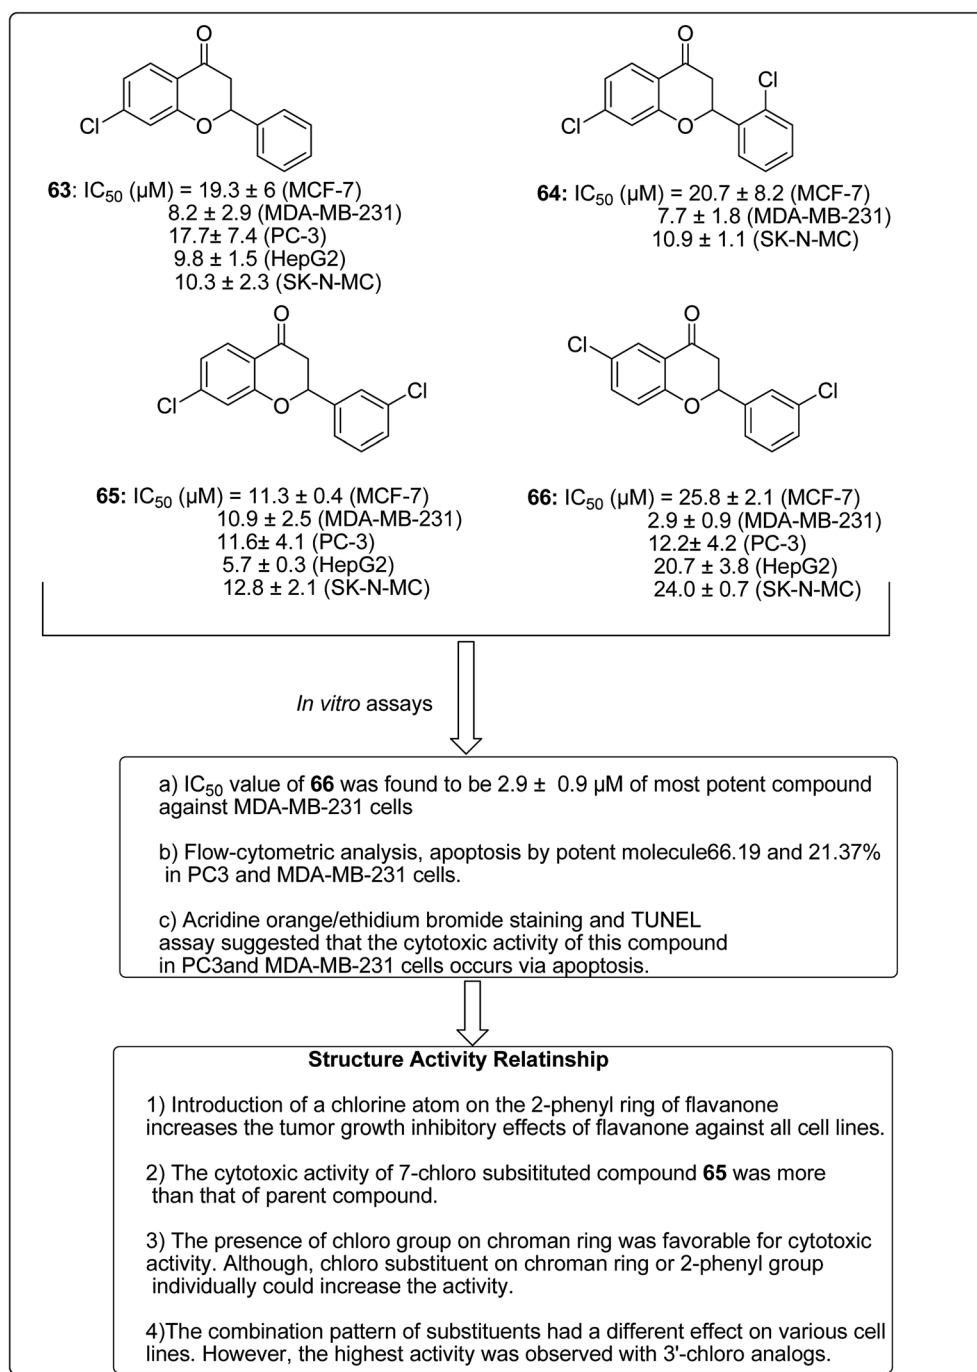 O
Cl
O
63: IC50 (µM) = 19.3 ± 6 (MCF-7)
8.2 ± 2.9 (MDA-MB-231)
17.7± 7.4 (PC-3)
9.8 ± 1.5 (HepG2)
10.3 ± 2.3 (SK-N-MC)
O
Cl
Cl
O
64: IC50 (µM) = 20.7 ± 8.2 (MCF-7)
7.7 ± 1.8 (MDA-MB-231)
10.9 ± 1.1 (SK-N-MC)
O
Cl
Cl
O
65: IC50 (µM) = 11.3 ± 0.4 (MCF-7)
10.9 ± 2.5 (MDA-MB-231)
11.6± 4.1 (PC-3)
5.7 ± 0.3 (HepG2)
12.8 ± 2.1 (SK-N-MC)
O
Cl
Cl
O
66: IC50 (µM) = 25.8 ± 2.1 (MCF-7)
2.9 ± 0.9 (MDA-MB-231)
12.2± 4.2 (PC-3)
20.7 ± 3.8 (HepG2)
24.0 ± 0.7 (SK-N-MC)
In vitro assays
a) IC50 value of 66 was found to be 2.9 ± 0.9 µM of most potent compound
against MDA-MB-231 cells
b) Flow-cytometric analysis, apoptosis by potent molecule66.19 and 21.37%
in PC3 and MDA-MB-231 cells.
c) Acridine orange/ethidium bromide staining and TUNEL
assay suggested that the cytotoxic activity of this compound
in PC3and MDA-MB-231 cells occurs via apoptosis.
Structure Activity Relatinship
1) Introduction of a chlorine atom on the 2-phenyl ring of flavanone
increases the tumor growth inhibitory effects of flavanone against all cell lines.
2) The cytotoxic activity of 7-chloro subsitituted compound 65 was more
than that of parent compound.
3) The presence of chloro group on chroman ring was favorable for cytotoxic
activity. Although, chloro substituent on chroman ring or 2-phenyl group
individually could increase the activity.
4)The combination pattern of substituents had a different effect on various cell
lines. However, the highest activity was observed with 3'-chloro analogs.